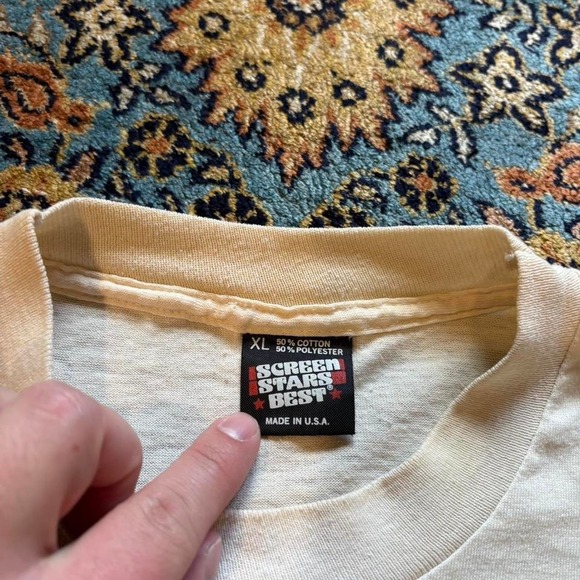 XL 50% COTTON
50% POLYESTER
SCREEN
STARS®
BEST
MADE IN U.S.A.